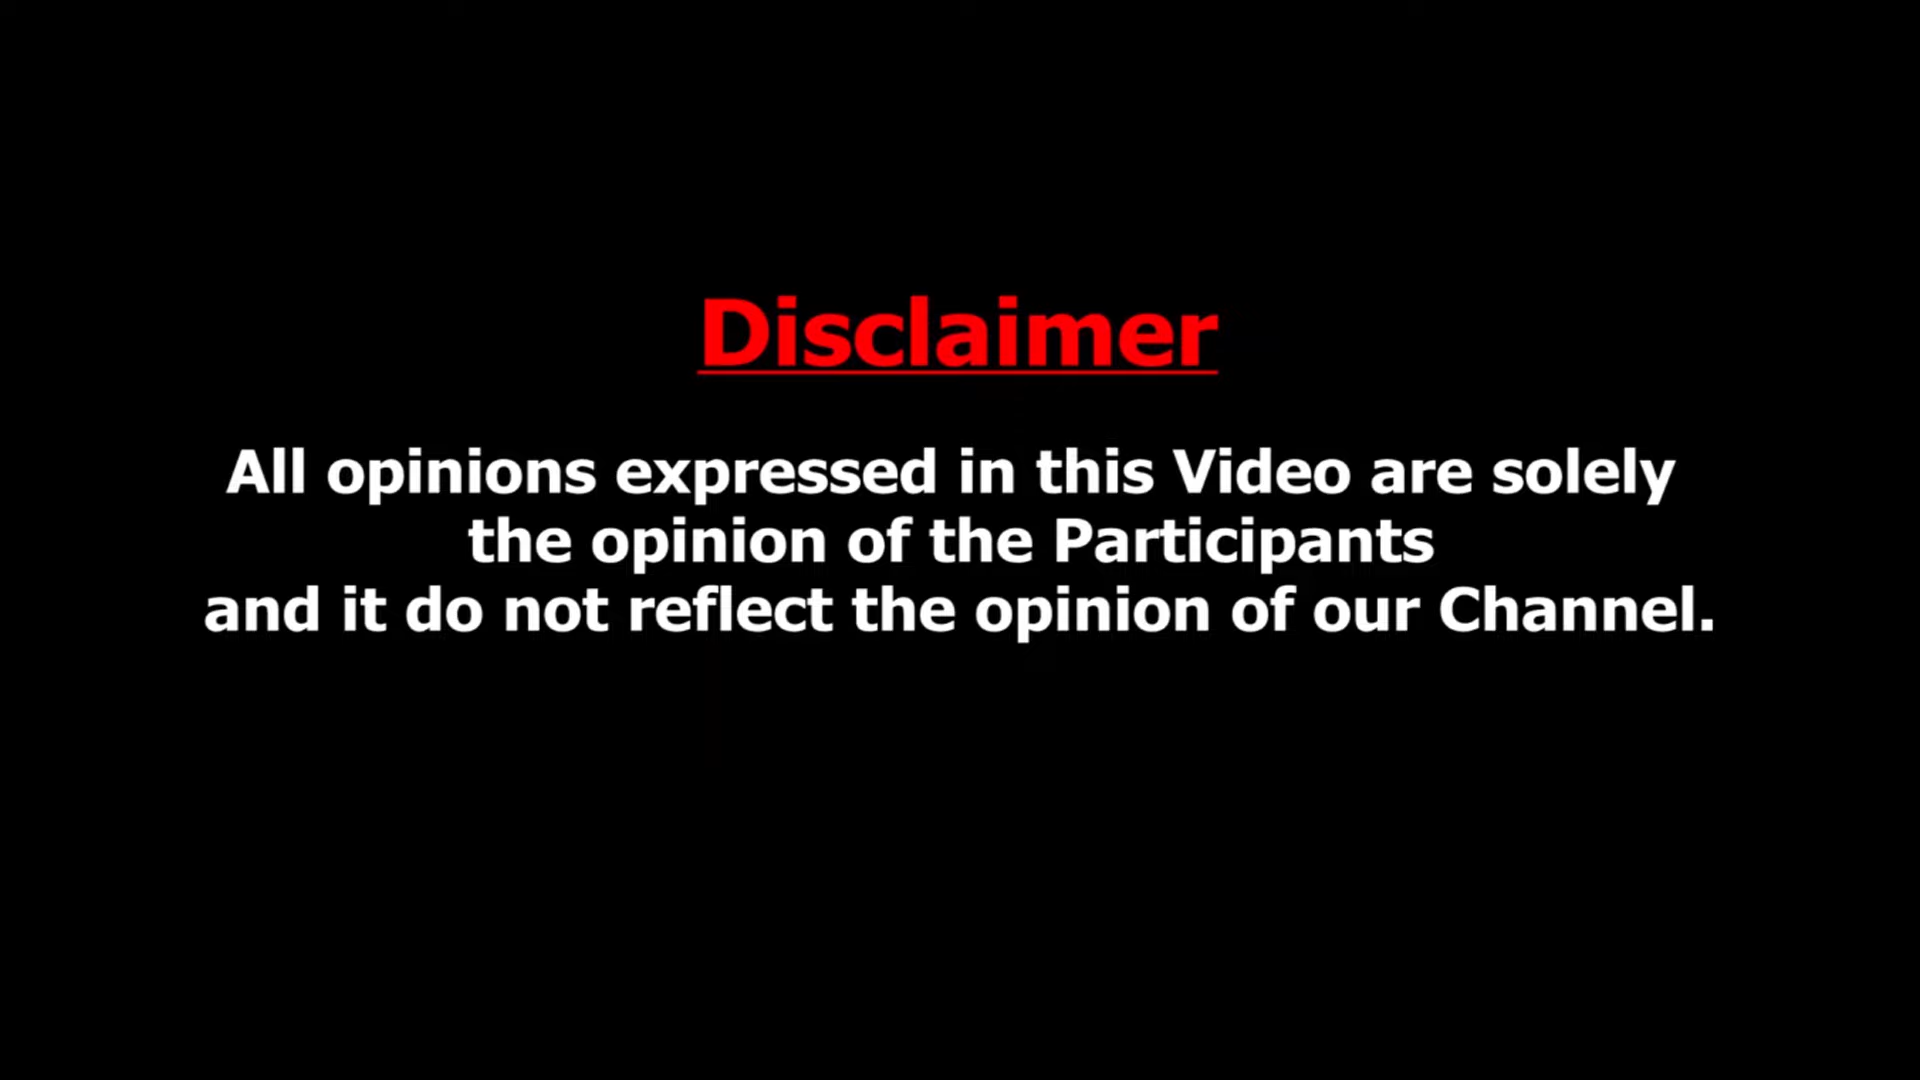 Disclaimer
All opinions expressed in this Video are solely
the opinion of the Participants
and it do not reflect the opinion of our Channel.